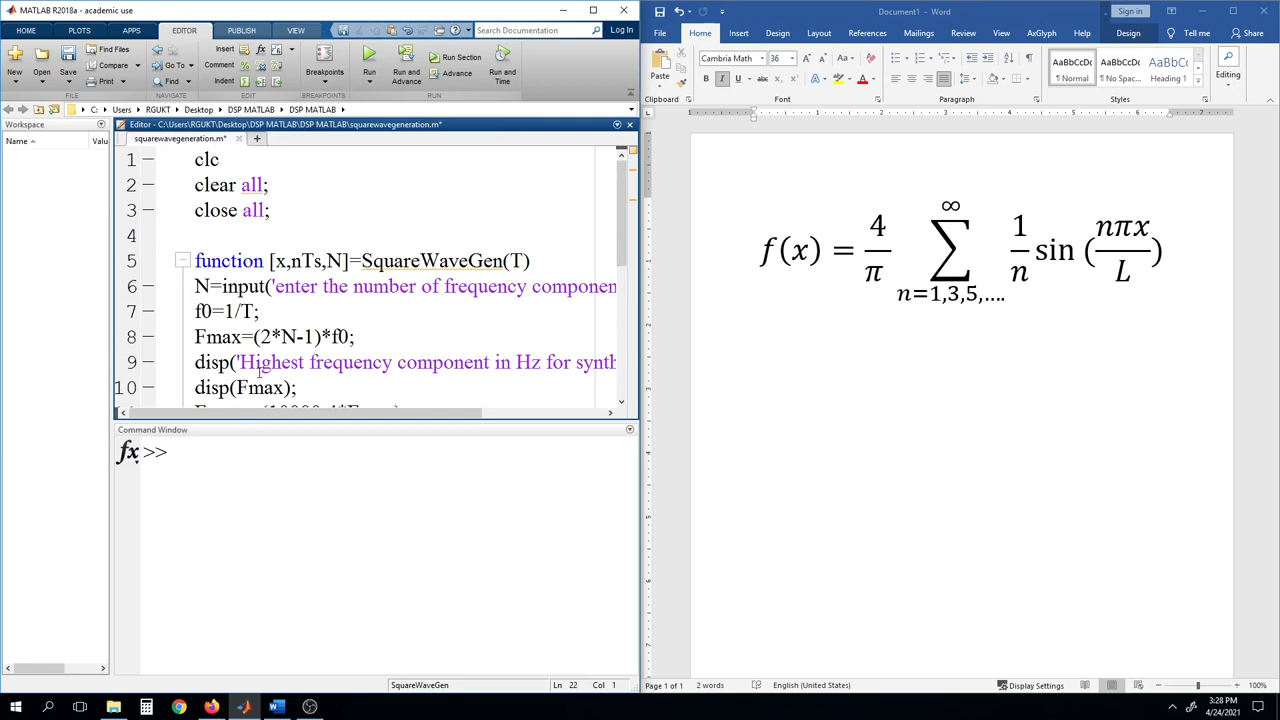 MATLAB R2018a - academic use
HOME PLOTS APPS EDITOR PUBLISH VIEW Search Documentation Log In
New Open Save Find Files Compare Print Go To Find Insert Comment Indent Breakpoints Run Run and Advance Run Section Advance Run and Time
FILE NAVIGATE EDIT BREAKPOINTS RUN
C: Users RGUKT Desktop DSP MATLAB DSP MATLAB
Workspace
Name Valu
Editor - C:\Users\RGUKT\Desktop\DSP MATLAB\DSP MATLAB\squarewavegeneration.m*
squarewavegeneration.m*
1 clc
2 clear all;
3 close all;
4
5 function [x,nTs,N]=SquareWaveGen(T)
6 N=input('enter the number of frequency componen
7 f0=1/T;
8 Fmax=(2*N-1)*f0;
9 disp('Highest frequency component in Hz for synth
10 disp(Fmax);
Command Window
fx >>
SquareWaveGen Ln 22 Col 1
Document1 - Word Sign in
File Home Insert Design Layout References Mailings Review View AxGlyph Help Design Tell me Share
Paste Cambria Math 36 B I U AaBbCc ¶ Normal AaBbCc ¶ No Spac... AaBbCc Heading 1 Editing
Clipboard Font Paragraph Styles
f(x) = 4/π ∑ n=1,3,5,.... ∞ 1/n sin (nπx/L)
Page 1 of 1 2 words English (United States) Display Settings 100%
3:28 PM
4/24/2021